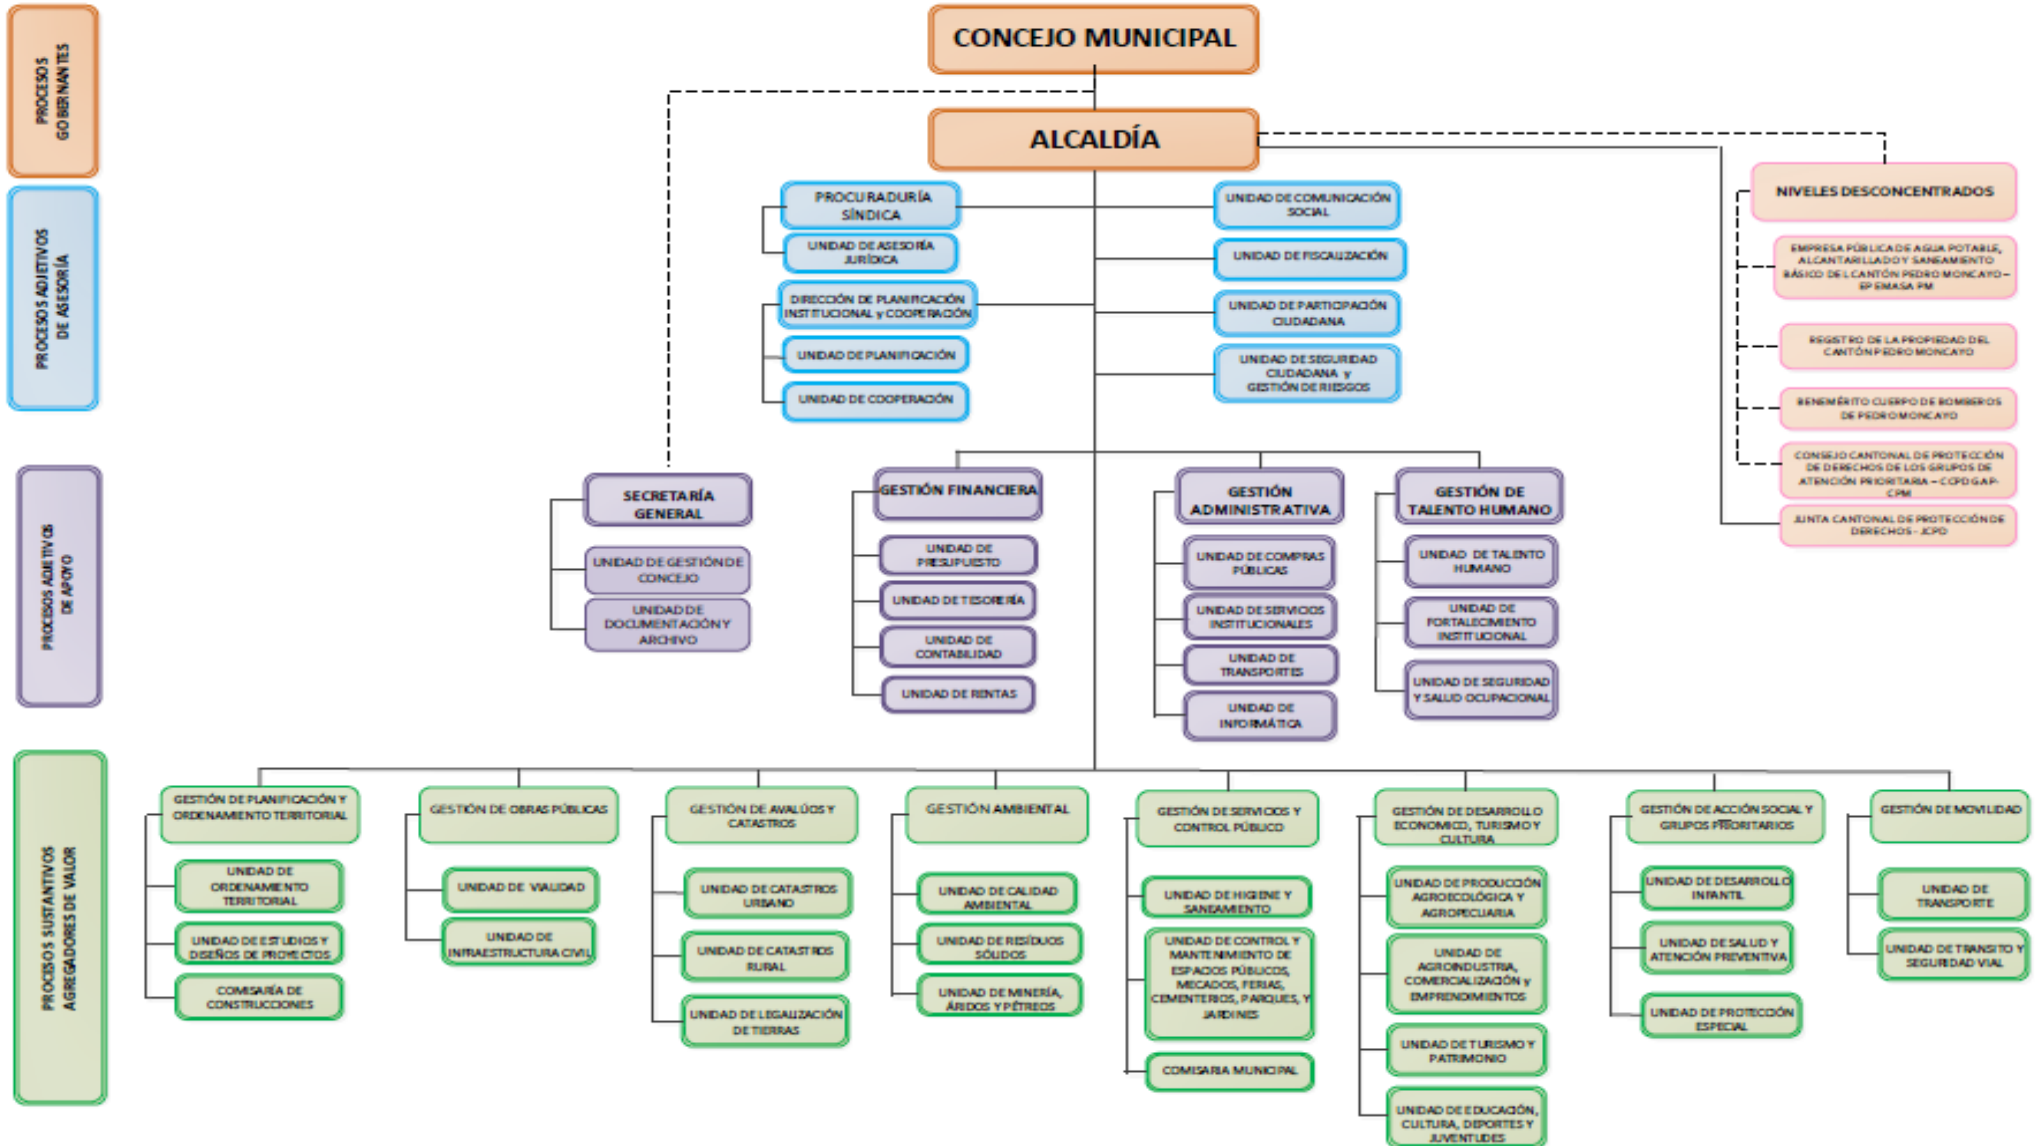 PROCESOS
GOBERNANTES
CONCEJO MUNICIPAL
ALCALDÍA
PROCESOS ADJETIVOS
DE ASESORÍA
PROCURADURÍA
SÍNDICA
UNIDAD DE ASESORÍA
JURÍDICA
DIRECCIÓN DE PLANIFICACIÓN
INSTITUCIONAL y COOPERACIÓN
UNIDAD DE PLANIFICACIÓN
UNIDAD DE COOPERACIÓN
UNIDAD DE COMUNICACIÓN
SOCIAL
UNIDAD DE FISCALIZACIÓN
UNIDAD DE PARTICIPACIÓN
CIUDADANA
UNIDAD DE SEGURIDAD
CIUDADANA y
GESTIÓN DE RIESGOS
NIVELES DESCONCENTRADOS
EMPRESA PÚBLICA DE AGUA POTABLE,
ALCANTARILLADO Y SANEAMIENTO
BÁSICO DEL CANTÓN PEDRO MONCAYO –
EP EMASA PM
REGISTRO DE LA PROPIEDAD DEL
CANTÓN PEDRO MONCAYO
BENEMÉRITO CUERPO DE BOMBEROS
DE PEDRO MONCAYO
CONSEJO CANTONAL DE PROTECCIÓN
DE DERECHOS DE LOS GRUPOS DE
ATENCIÓN PRIORITARIA – CCPDGAP-
CPM
JUNTA CANTONAL DE PROTECCIÓN DE
DERECHOS - JCPD
PROCESOS ADJETIVOS
DE APOYO
SECRETARÍA
GENERAL
UNIDAD DE GESTIÓN DE
CONCEJO
UNIDAD DE
DOCUMENTACIÓN Y
ARCHIVO
GESTIÓN FINANCIERA
UNIDAD DE
PRESUPUESTO
UNIDAD DE TESORERÍA
UNIDAD DE
CONTABILIDAD
UNIDAD DE RENTAS
GESTIÓN
ADMINISTRATIVA
UNIDAD DE COMPRAS
PÚBLICAS
UNIDAD DE SERVICIOS
INSTITUCIONALES
UNIDAD DE
TRANSPORTES
UNIDAD DE
INFORMÁTICA
GESTIÓN DE
TALENTO HUMANO
UNIDAD DE TALENTO
HUMANO
UNIDAD DE
FORTALECIMIENTO
INSTITUCIONAL
UNIDAD DE SEGURIDAD
Y SALUD OCUPACIONAL
PROCISOS SUSTANTIVOS
AGREGADORES DE VALOR
GESTIÓN DE PLANIFICACIÓN Y
ORDENAMIENTO TERRITORIAL
UNIDAD DE
ORDENAMIENTO
TERRITORIAL
UNIDAD DE ESTUDIOS Y
DISEÑOS DE PROYECTOS
COMISARÍA DE
CONSTRUCCIONES
GESTIÓN DE OBRAS PÚBLICAS
UNIDAD DE VIALIDAD
UNIDAD DE
INFRAESTRUCTURA CIVIL
GESTIÓN DE AVALÚOS Y
CATASTROS
UNIDAD DE CATASTROS
URBANO
UNIDAD DE CATASTROS
RURAL
UNIDAD DE LEGALIZACIÓN
DE TIERRAS
GESTIÓN AMBIENTAL
UNIDAD DE CALIDAD
AMBIENTAL
UNIDAD DE RESÍDUOS
SÓLIDOS
UNIDAD DE MINERÍA,
ÁRIDOS Y PÉTREOS
GESTIÓN DE SERVICIOS Y
CONTROL PÚBLICO
UNIDAD DE HIGIENE Y
SANEAMIENTO
UNIDAD DE CONTROL Y
MANTENIMIENTO DE
ESPACIOS PÚBLICOS,
MECADOS, FERIAS,
CEMENTERIOS, PARQUES, Y
JARDINES
COMISARIA MUNICIPAL
GESTIÓN DE DESARROLLO
ECONOMICO, TURISMO Y
CULTURA
UNIDAD DE PRODUCCIÓN
AGROECOLÓGICA Y
AGROPECUARIA
UNIDAD DE
AGROINDUSTRIA,
COMERCIALIZACIÓN y
EMPRENDIMIENTOS
UNIDAD DE TURISMO Y
PATRIMONIO
UNIDAD DE EDUCACIÓN,
CULTURA, DEPORTES Y
JUVENTUDES
GESTIÓN DE ACCIÓN SOCIAL Y
GRUPOS PRIORITARIOS
UNIDAD DE DESARROLLO
INFANTIL
UNIDAD DE SALUD Y
ATENCIÓN PREVENTIVA
UNIDAD DE PROTECCIÓN
ESPECIAL
GESTIÓN DE MOVILIDAD
UNIDAD DE
TRANSPORTE
UNIDAD DE TRANSITO Y
SEGURIDAD VIAL